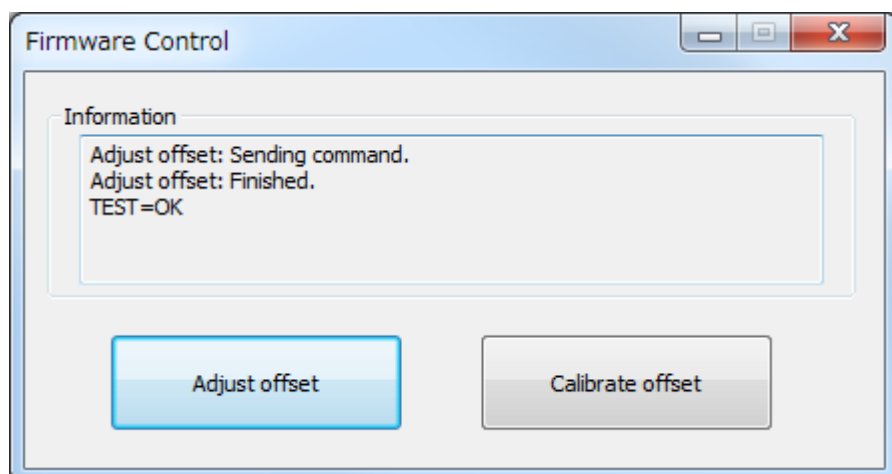 Firmware Control
Information
Adjust offset: Sending command.
Adjust offset: Finished.
TEST=OK
Adjust offset
Calibrate offset